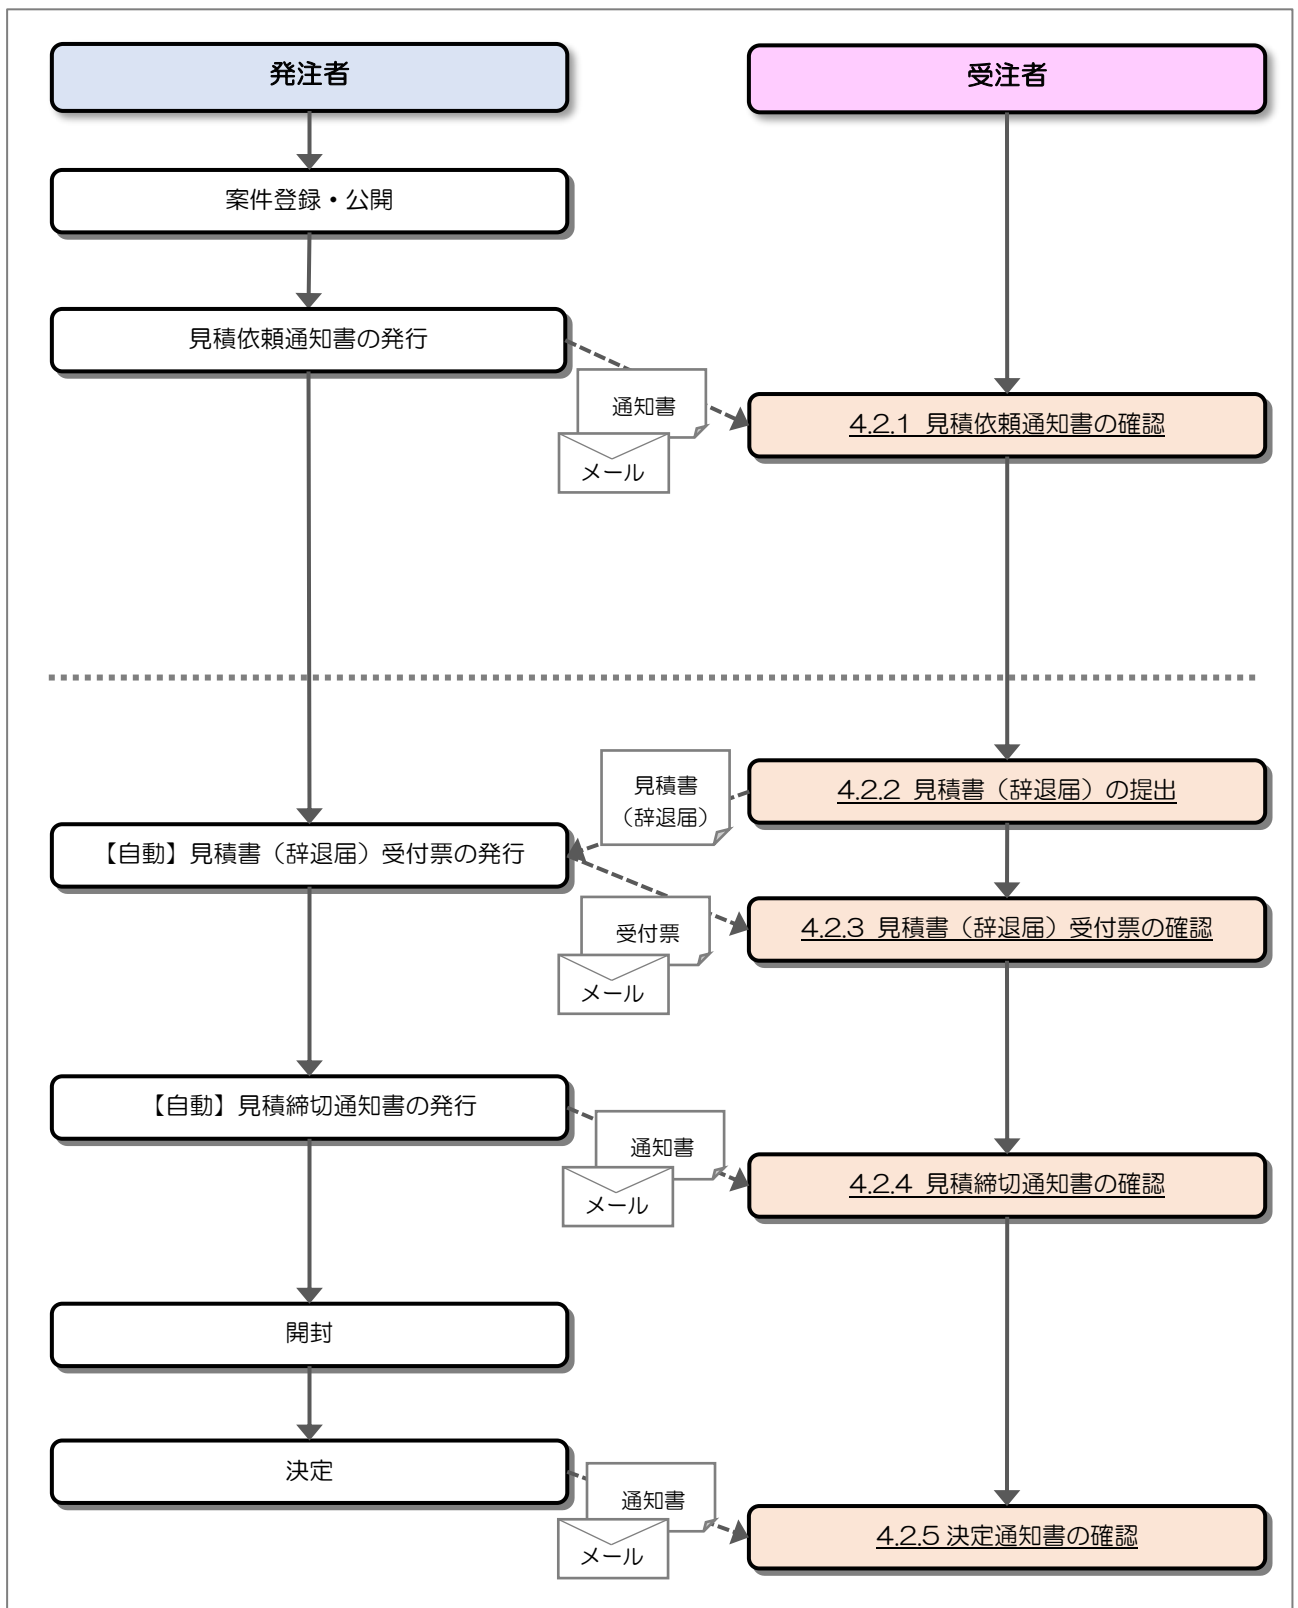 発注者
受注者
案件登録・公開
見積依頼通知書の発行
通知書
メール
4.2.1 見積依頼通知書の確認
4.2.2 見積書（辞退届）の提出
見積書
（辞退届）
【自動】見積書（辞退届）受付票の発行
受付票
メール
4.2.3 見積書（辞退届）受付票の確認
【自動】見積締切通知書の発行
通知書
メール
4.2.4 見積締切通知書の確認
開封
決定
通知書
メール
4.2.5 決定通知書の確認